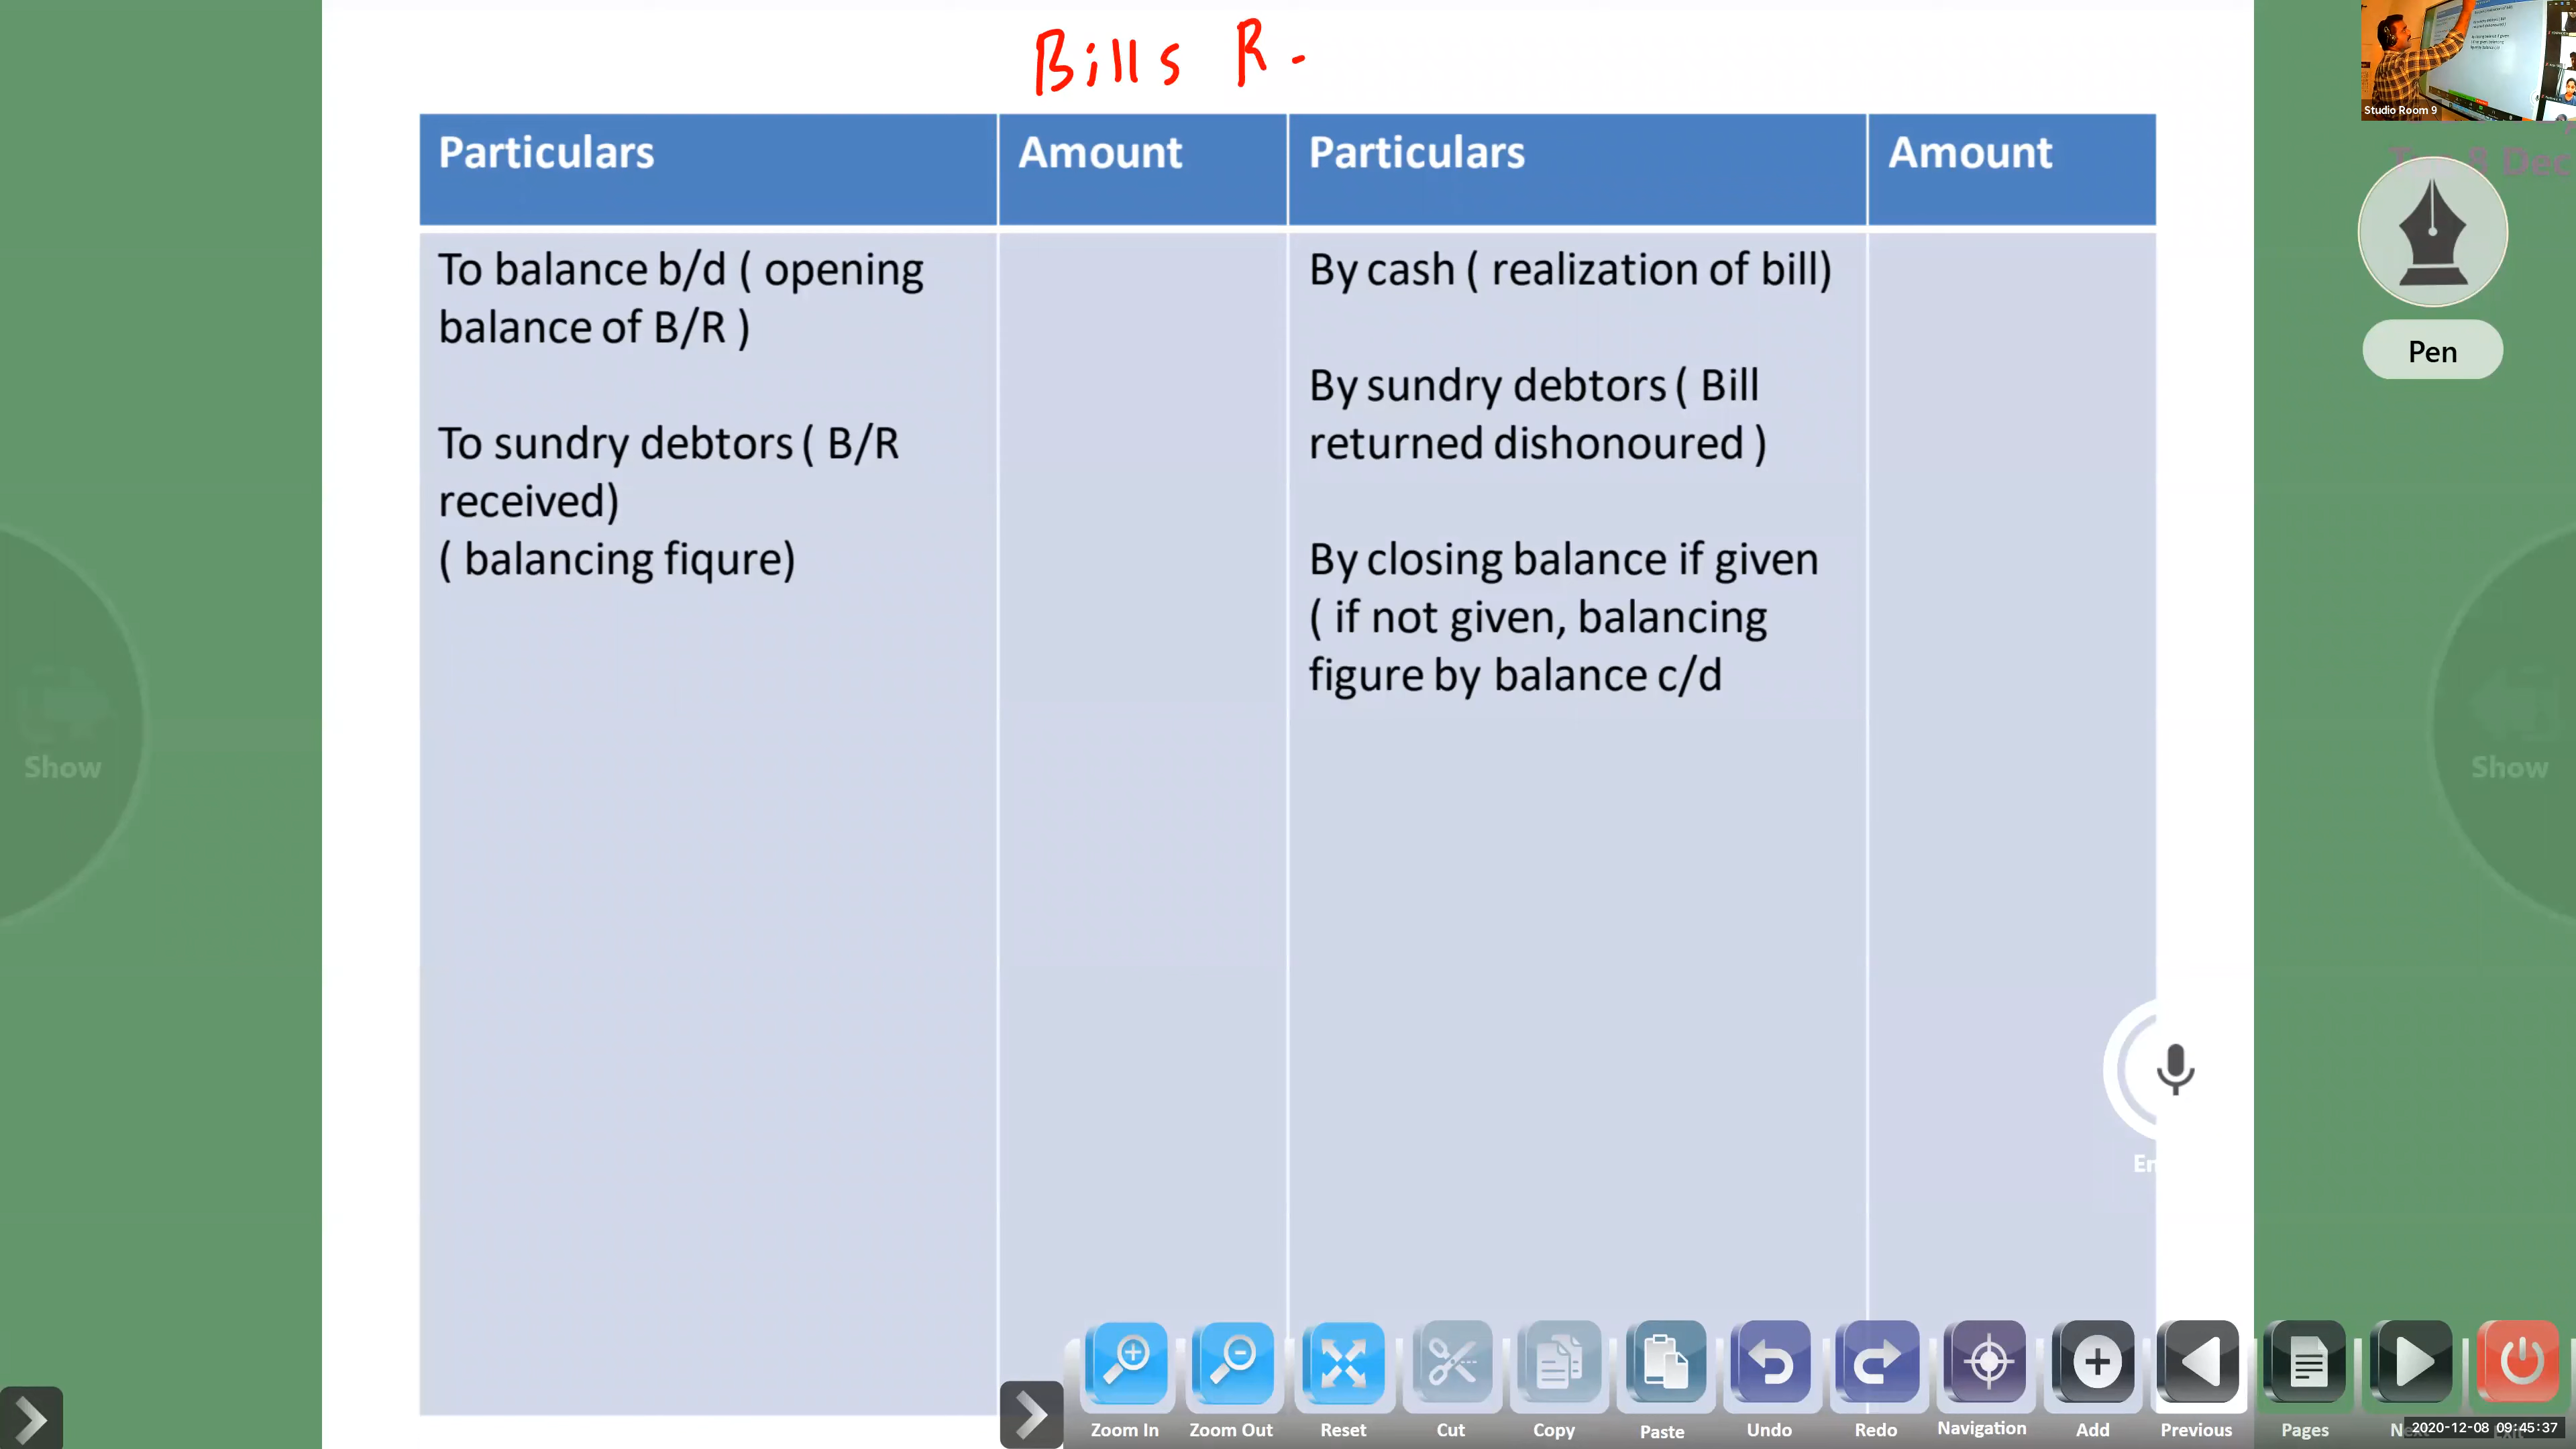 Bills R.
Particulars
Amount
Particulars
Amount
To balance b/d ( opening
balance of B/R )
To sundry debtors ( B/R
received)
( balancing fiqure)
By cash ( realization of bill)
By sundry debtors ( Bill
returned dishonoured )
By closing balance if given
( if not given, balancing
figure by balance c/d
Studio Room 9
8 Dec
Pen
Show
Show
Zoom In
Zoom Out
Reset
Cut
Copy
Paste
Undo
Redo
Navigation
Add
Previous
Pages
2020-12-08 09:45:37